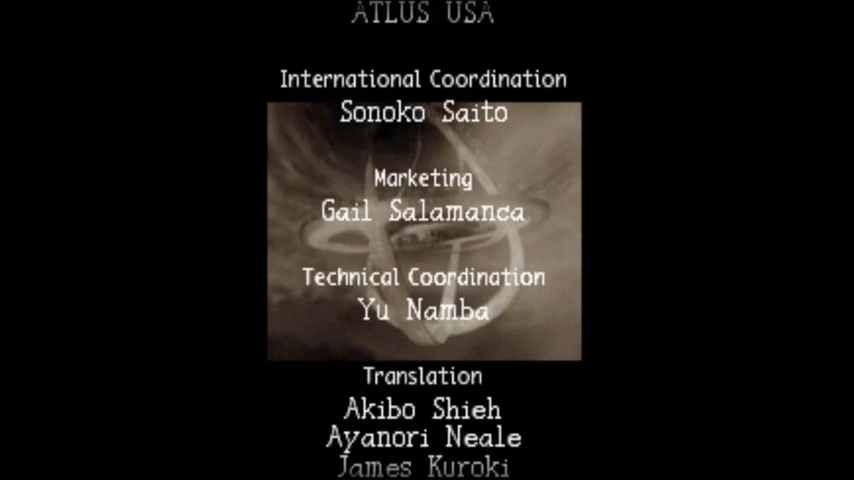 ATLUS USA
International Coordination
Sonoko Saito
Marketing
Gail Salamanca
Technical Coordination
Yu Namba
Translation
Akibo Shieh
Ayanori Neale
James Kuroki